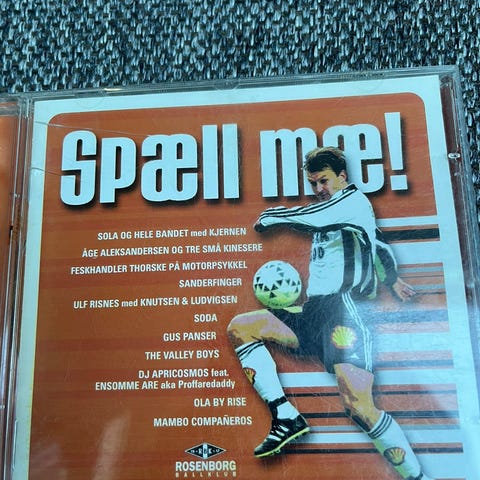 Spæll mæ!
SOLA OG HELE BANDET med KJERNEN
ÅGE ALEKSANDERSEN OG TRE SMÅ KINESERE
FESKHANDLER THORSKE PÅ MOTORPSYKKEL
SANDERFINGER
ULF RISNES med KNUTSEN & LUDVIGSEN
SODA
GUS PANSER
THE VALLEY BOYS
DJ APRICOSMOS feat.
ENSOMME ARE aka Proffaredaddy
OLA BY RISE
MAMBO COMPAÑEROS
ROSENBORG
BALLKLUB